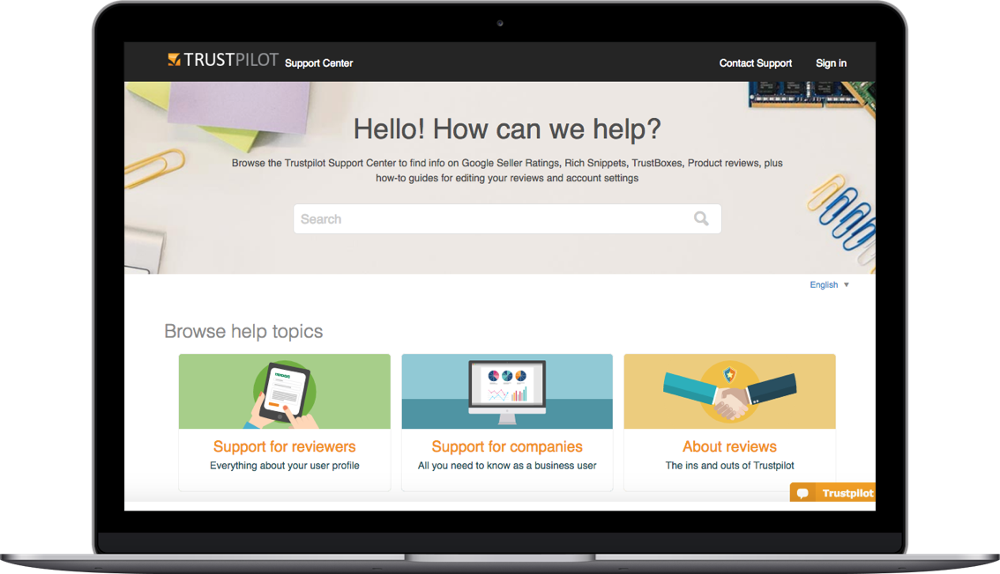 TRUSTPILOT Support Center
Contact Support
Sign in
Hello! How can we help?
Browse the Trustpilot Support Center to find info on Google Seller Ratings, Rich Snippets, TrustBoxes, Product reviews, plus
how-to guides for editing your reviews and account settings
Search
English
Browse help topics
Support for reviewers
Everything about your user profile
Support for companies
All you need to know as a business user
About reviews
The ins and outs of Trustpilot
Trustpilot